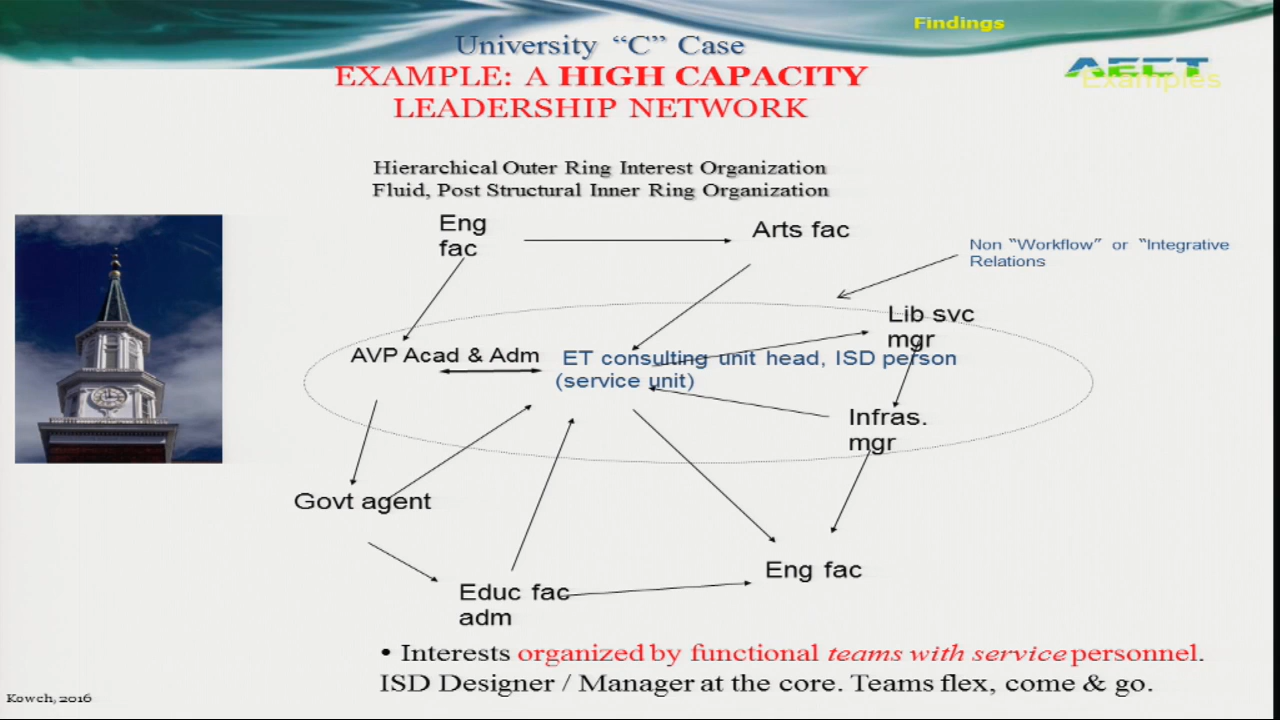 Findings
University “C” Case
AECT
Examples
EXAMPLE: A HIGH CAPACITY
LEADERSHIP NETWORK
Hierarchical Outer Ring Interest Organization
Fluid, Post Structural Inner Ring Organization
Eng
fac
Arts fac
Non “Workflow” or “Integrative
Relations
Lib svc
mgr
AVP Acad & Adm
ET consulting unit head, ISD person
(service unit)
Infras.
mgr
Govt agent
Eng fac
Educ fac
adm
• Interests organized by functional teams with service personnel.
ISD Designer / Manager at the core. Teams flex, come & go.
Kowch, 2016